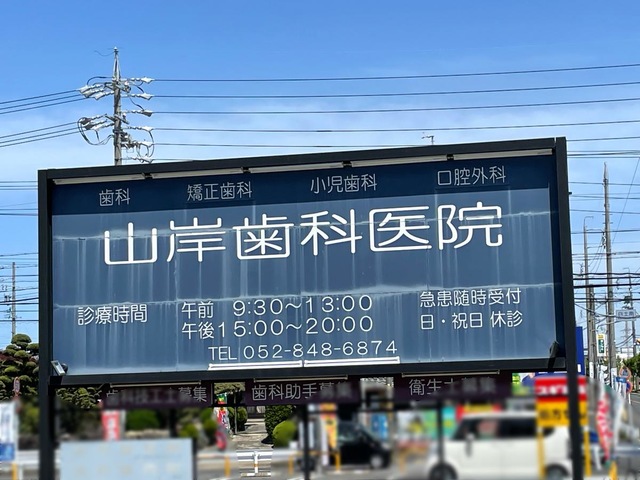 歯科 矯正歯科 小児歯科 口腔外科
山岸歯科医院
診療時間 午前 9:30〜13:00
午後15:00〜20:00
急患随時受付
日・祝日 休診
TEL 052-848-6874
歯科技工士募集 歯科助手募集 衛生士募集